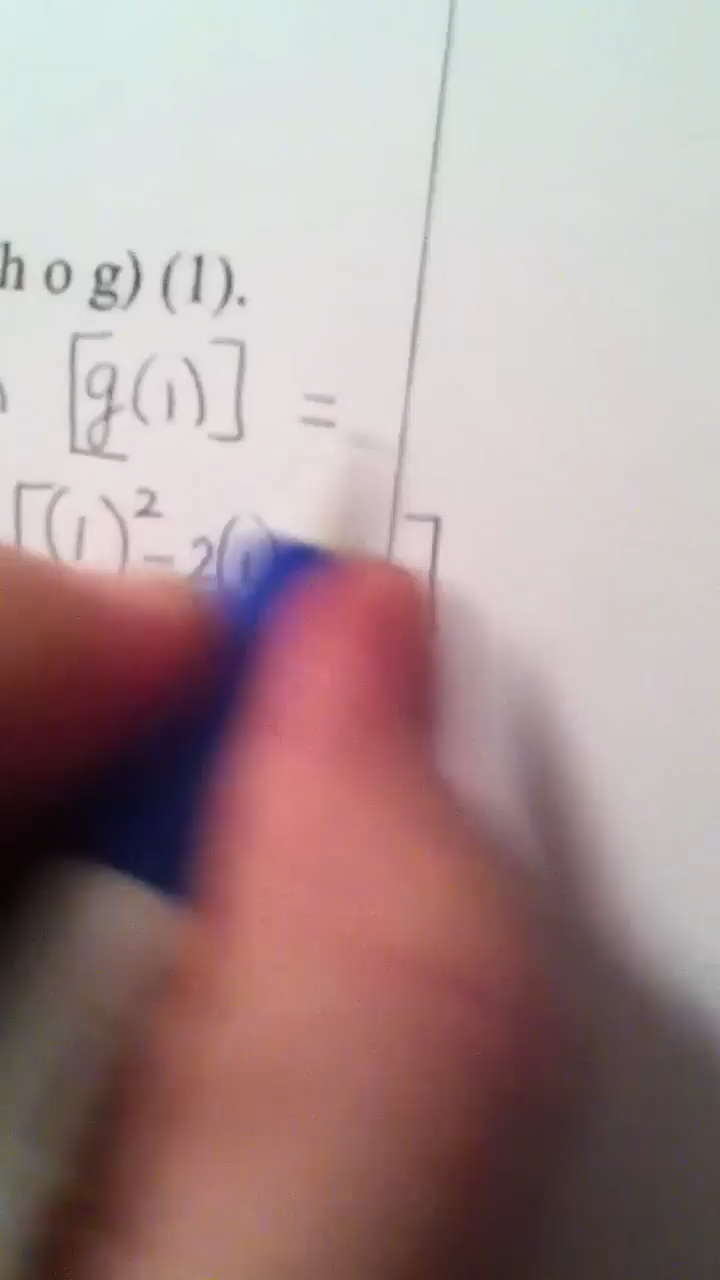 h o g) (1).
[g(1)] =
[(1)² - 2(1) ]